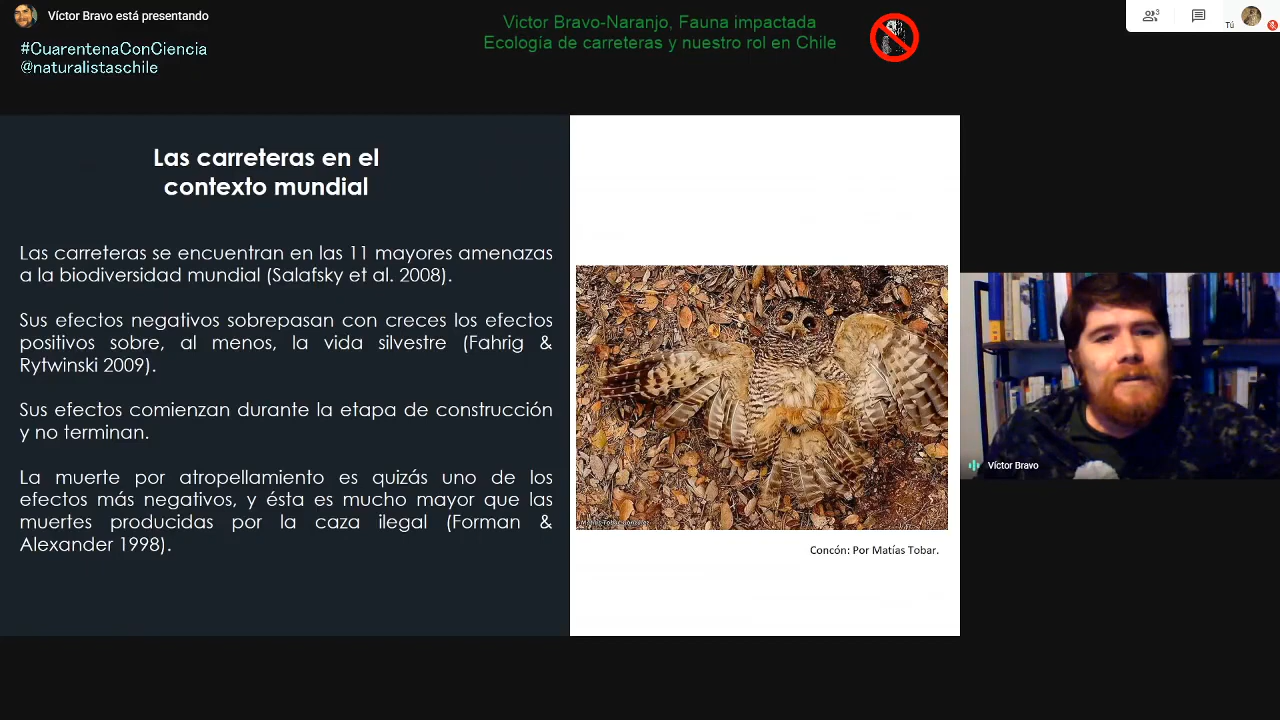 Víctor Bravo está presentando
#CuarentenaConCiencia
@naturalistaschile
Victor Bravo-Naranjo, Fauna impactada
Ecología de carreteras y nuestro rol en Chile
3
Tú
Las carreteras en el
contexto mundial
Las carreteras se encuentran en las 11 mayores amenazas
a la biodiversidad mundial (Salafsky et al. 2008).
Sus efectos negativos sobrepasan con creces los efectos
positivos sobre, al menos, la vida silvestre (Fahrig &
Rytwinski 2009).
Sus efectos comienzan durante la etapa de construcción
y no terminan.
La muerte por atropellamiento es quizás uno de los
efectos más negativos, y ésta es mucho mayor que las
muertes producidas por la caza ilegal (Forman &
Alexander 1998).
Concón: Por Matías Tobar.
Víctor Bravo